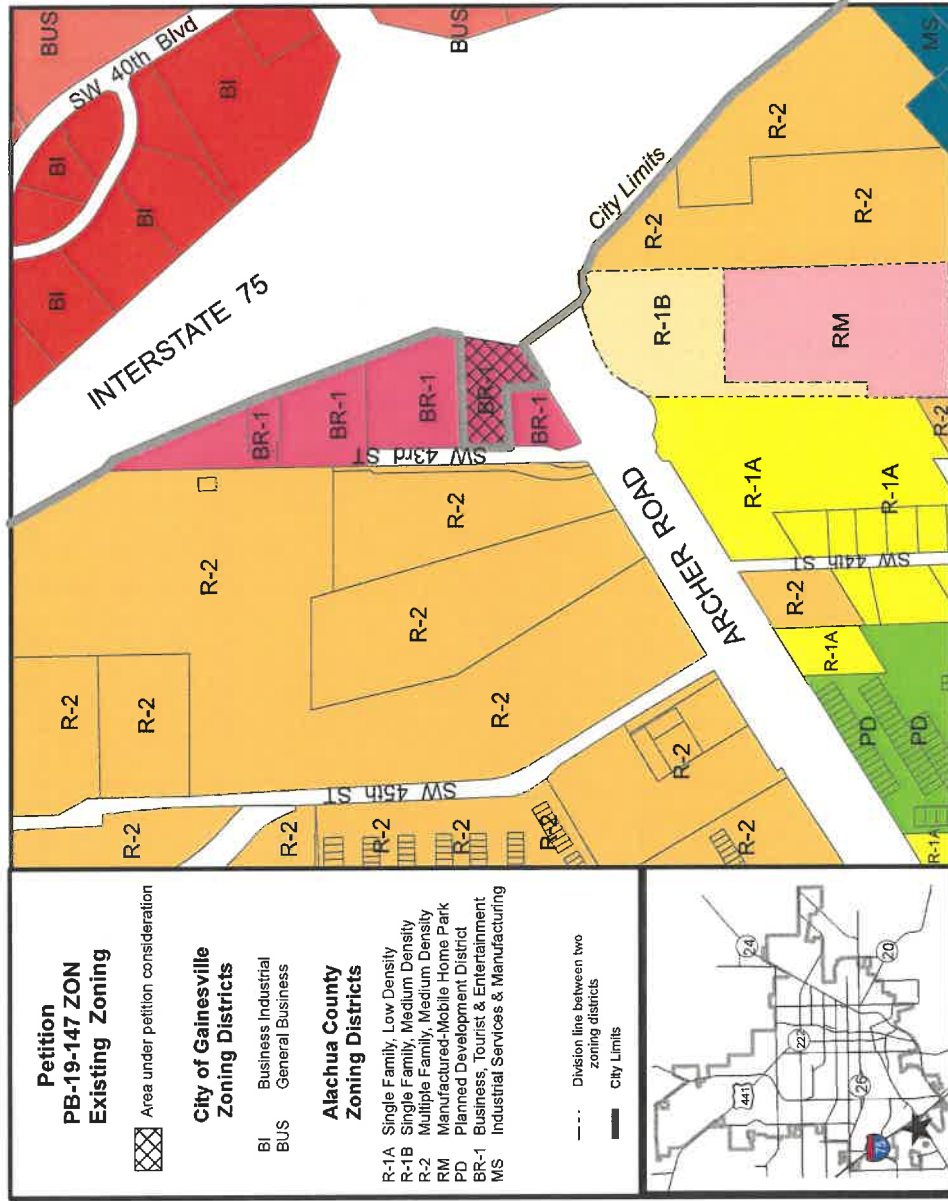 Petition
PB-19-147 ZON
Existing Zoning
Area under petition consideration
City of Gainesville
Zoning Districts
BI Business Industrial
BUS General Business
Alachua County
Zoning Districts
R-1A Single Family, Low Density
R-1B Single Family, Medium Density
R-2 Multiple Family, Medium Density
RM Manufactured-Mobile Home Park
PD Planned Development District
BR-1 Business, Tourist & Entertainment
MS Industrial Services & Manufacturing
Division line between two
zoning districts
City Limits
441
24
222
26
20
75
R-2
R-2
R-2
R-2
R-2
R-2
R-2
R-2
R-2
R-2
R-2
R-2
R-2
SW 45th ST
SW 43rd ST
SW 44th ST
ARCHER ROAD
INTERSTATE 75
SW 40th Blvd
City Limits
BUS
BUS
BI
BI
BI
BI
BR-1
BR-1
BR-1
BR-1
BR-1
R-1B
RM
R-2
R-2
R-2
R-2
MS
R-1A
R-1A
R-2
R-1A
PD
PD
R-1A